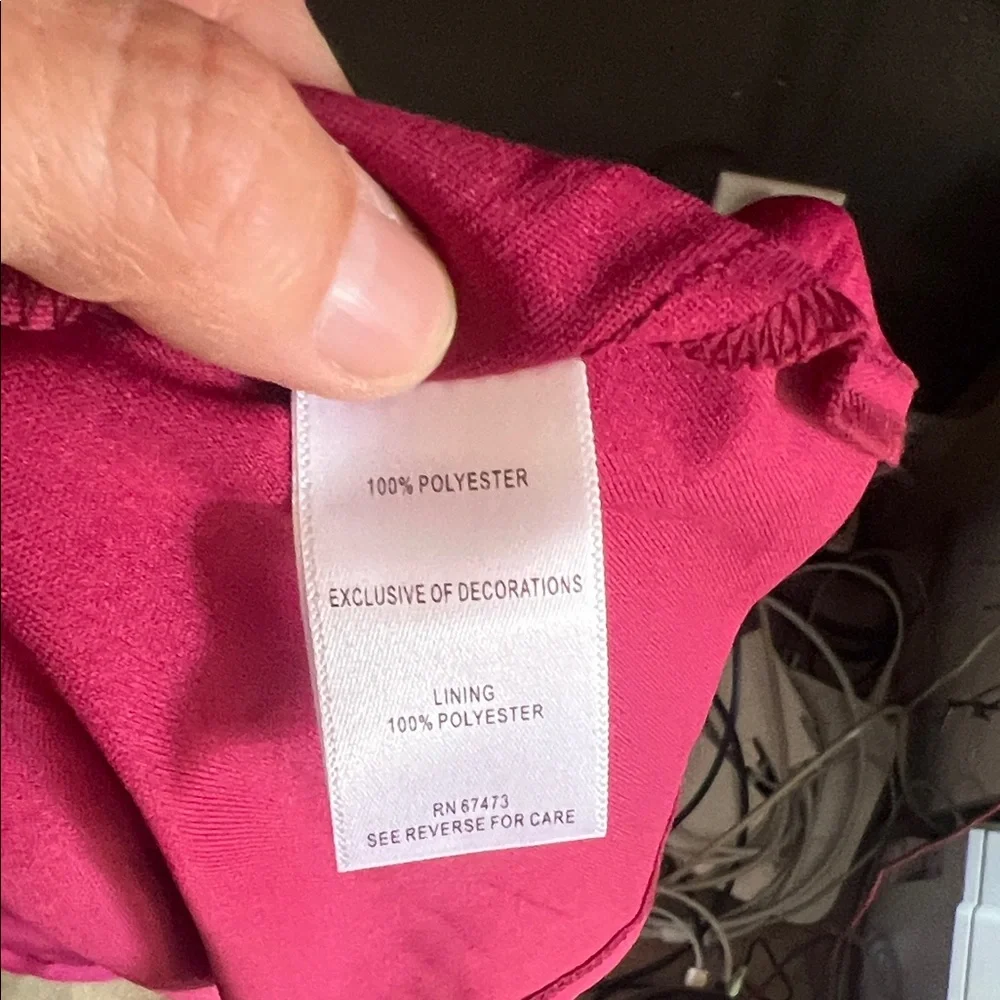 100% POLYESTER
EXCLUSIVE OF DECORATIONS
LINING
100% POLYESTER
RN 67473
SEE REVERSE FOR CARE